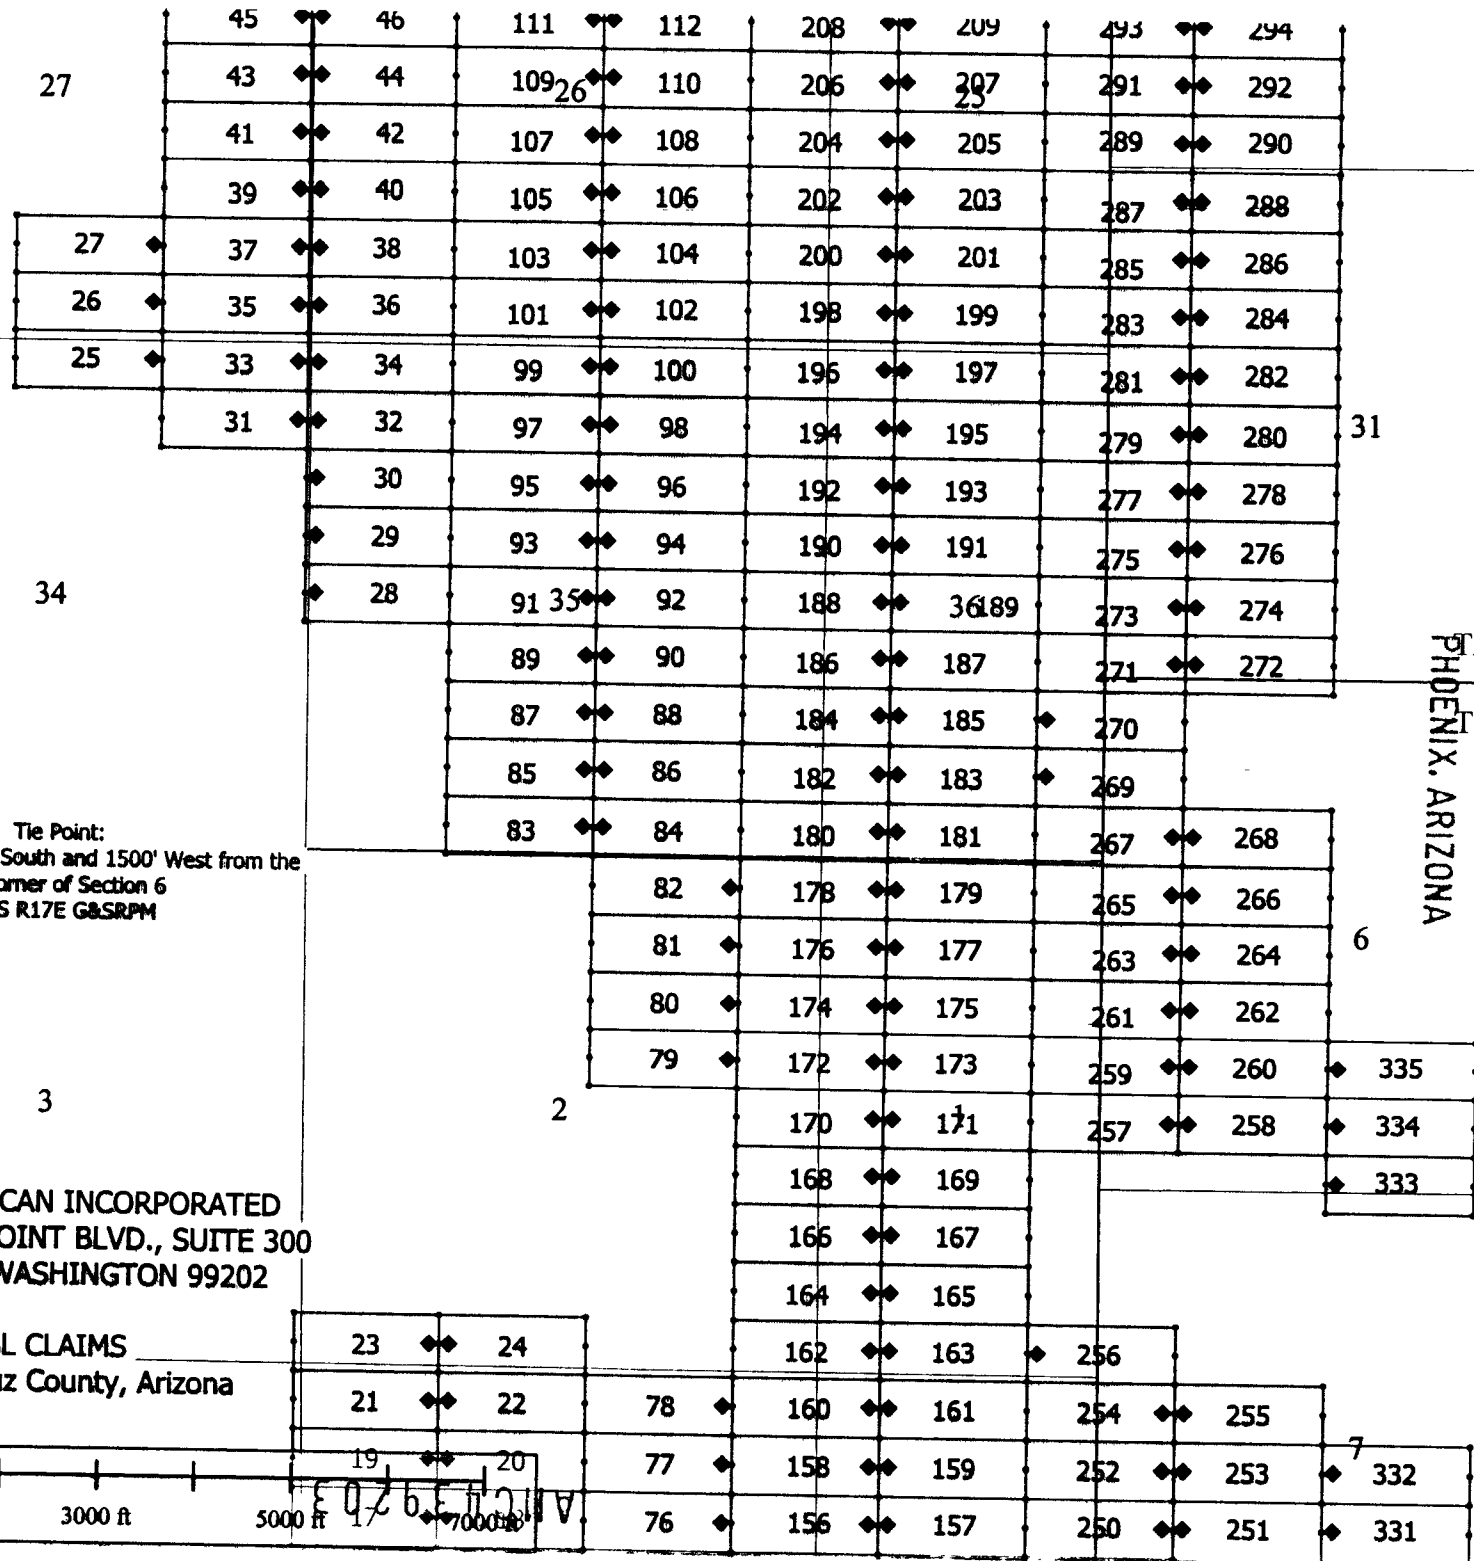 45 46 111 112 208 209 293 294
27 43 44 109 26 110 206 207 25 291 292
41 42 107 108 204 205 289 290
39 40 105 106 202 203 287 288
27 37 38 103 104 200 201 285 286
26 35 36 101 102 198 199 283 284
25 33 34 99 100 196 197 281 282
31 32 97 98 194 195 279 280 31
30 95 96 192 193 277 278
29 93 94 190 191 275 276
34 28 91 35 92 188 36 189 273 274
89 90 186 187 271 272
87 88 184 185 270
85 86 182 183 269
83 84 180 181 267 268
PHOENIX, ARIZONA
Tie Point:
South and 1500' West from the
of Section 6
S R17E G&SRPM
82 178 179 265 266
81 176 177 263 264 6
80 174 175 261 262
79 172 173 259 260 335
3 2 170 171 1 257 258 334
168 169 333
166 167
164 165
CAN INCORPORATED
OINT BLVD., SUITE 300
WASHINGTON 99202
23 24 162 163 256
L CLAIMS
uz County, Arizona
21 22 78 160 161 254 255
19 20 77 158 159 252 253 7 332
17 76 156 157 250 251 331
3000 ft 5000 ft 7000 ft